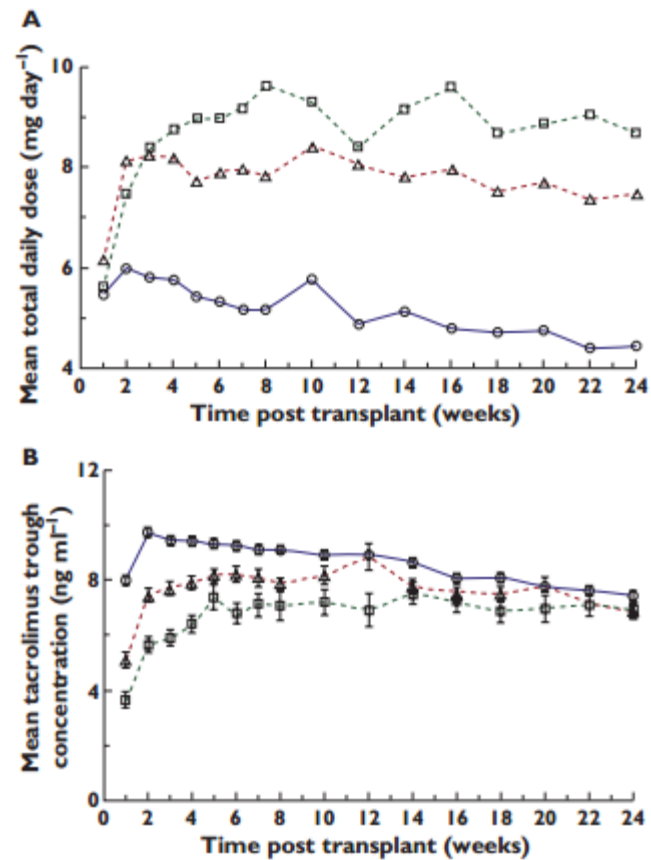 A
Mean total daily dose (mg day⁻¹)
10
8
6
4
0 2 4 6 8 10 12 14 16 18 20 22 24
Time post transplant (weeks)
B
Mean tacrolimus trough
concentration (ng ml⁻¹)
12
8
4
0
0 2 4 6 8 10 12 14 16 18 20 22 24
Time post transplant (weeks)